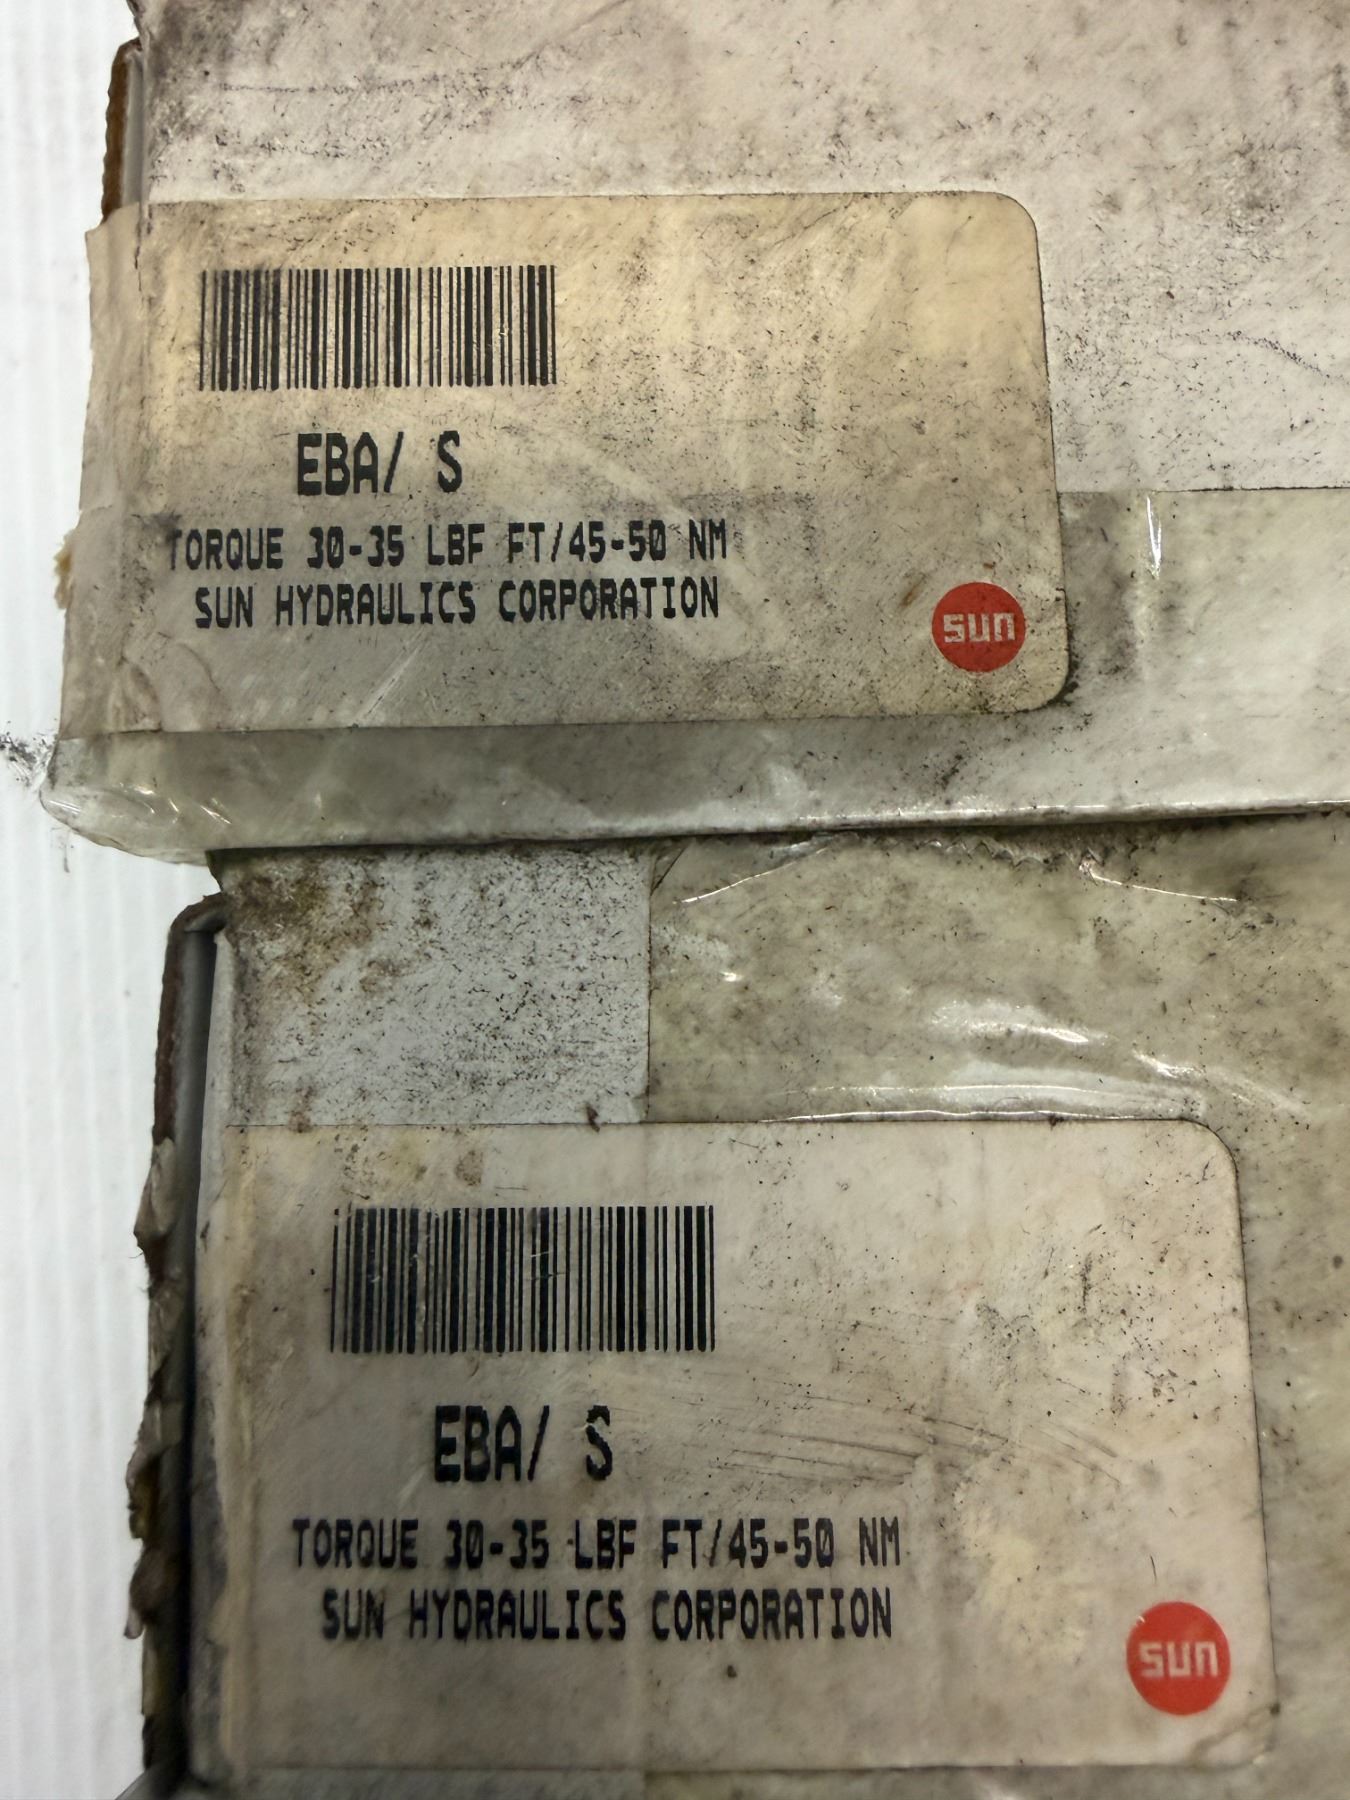 EBA/ S
TORQUE 30-35 LBF FT/45-50 NM
SUN HYDRAULICS CORPORATION
sun
EBA/ S
TORQUE 30-35 LBF FT/45-50 NM
SUN HYDRAULICS CORPORATION
sun